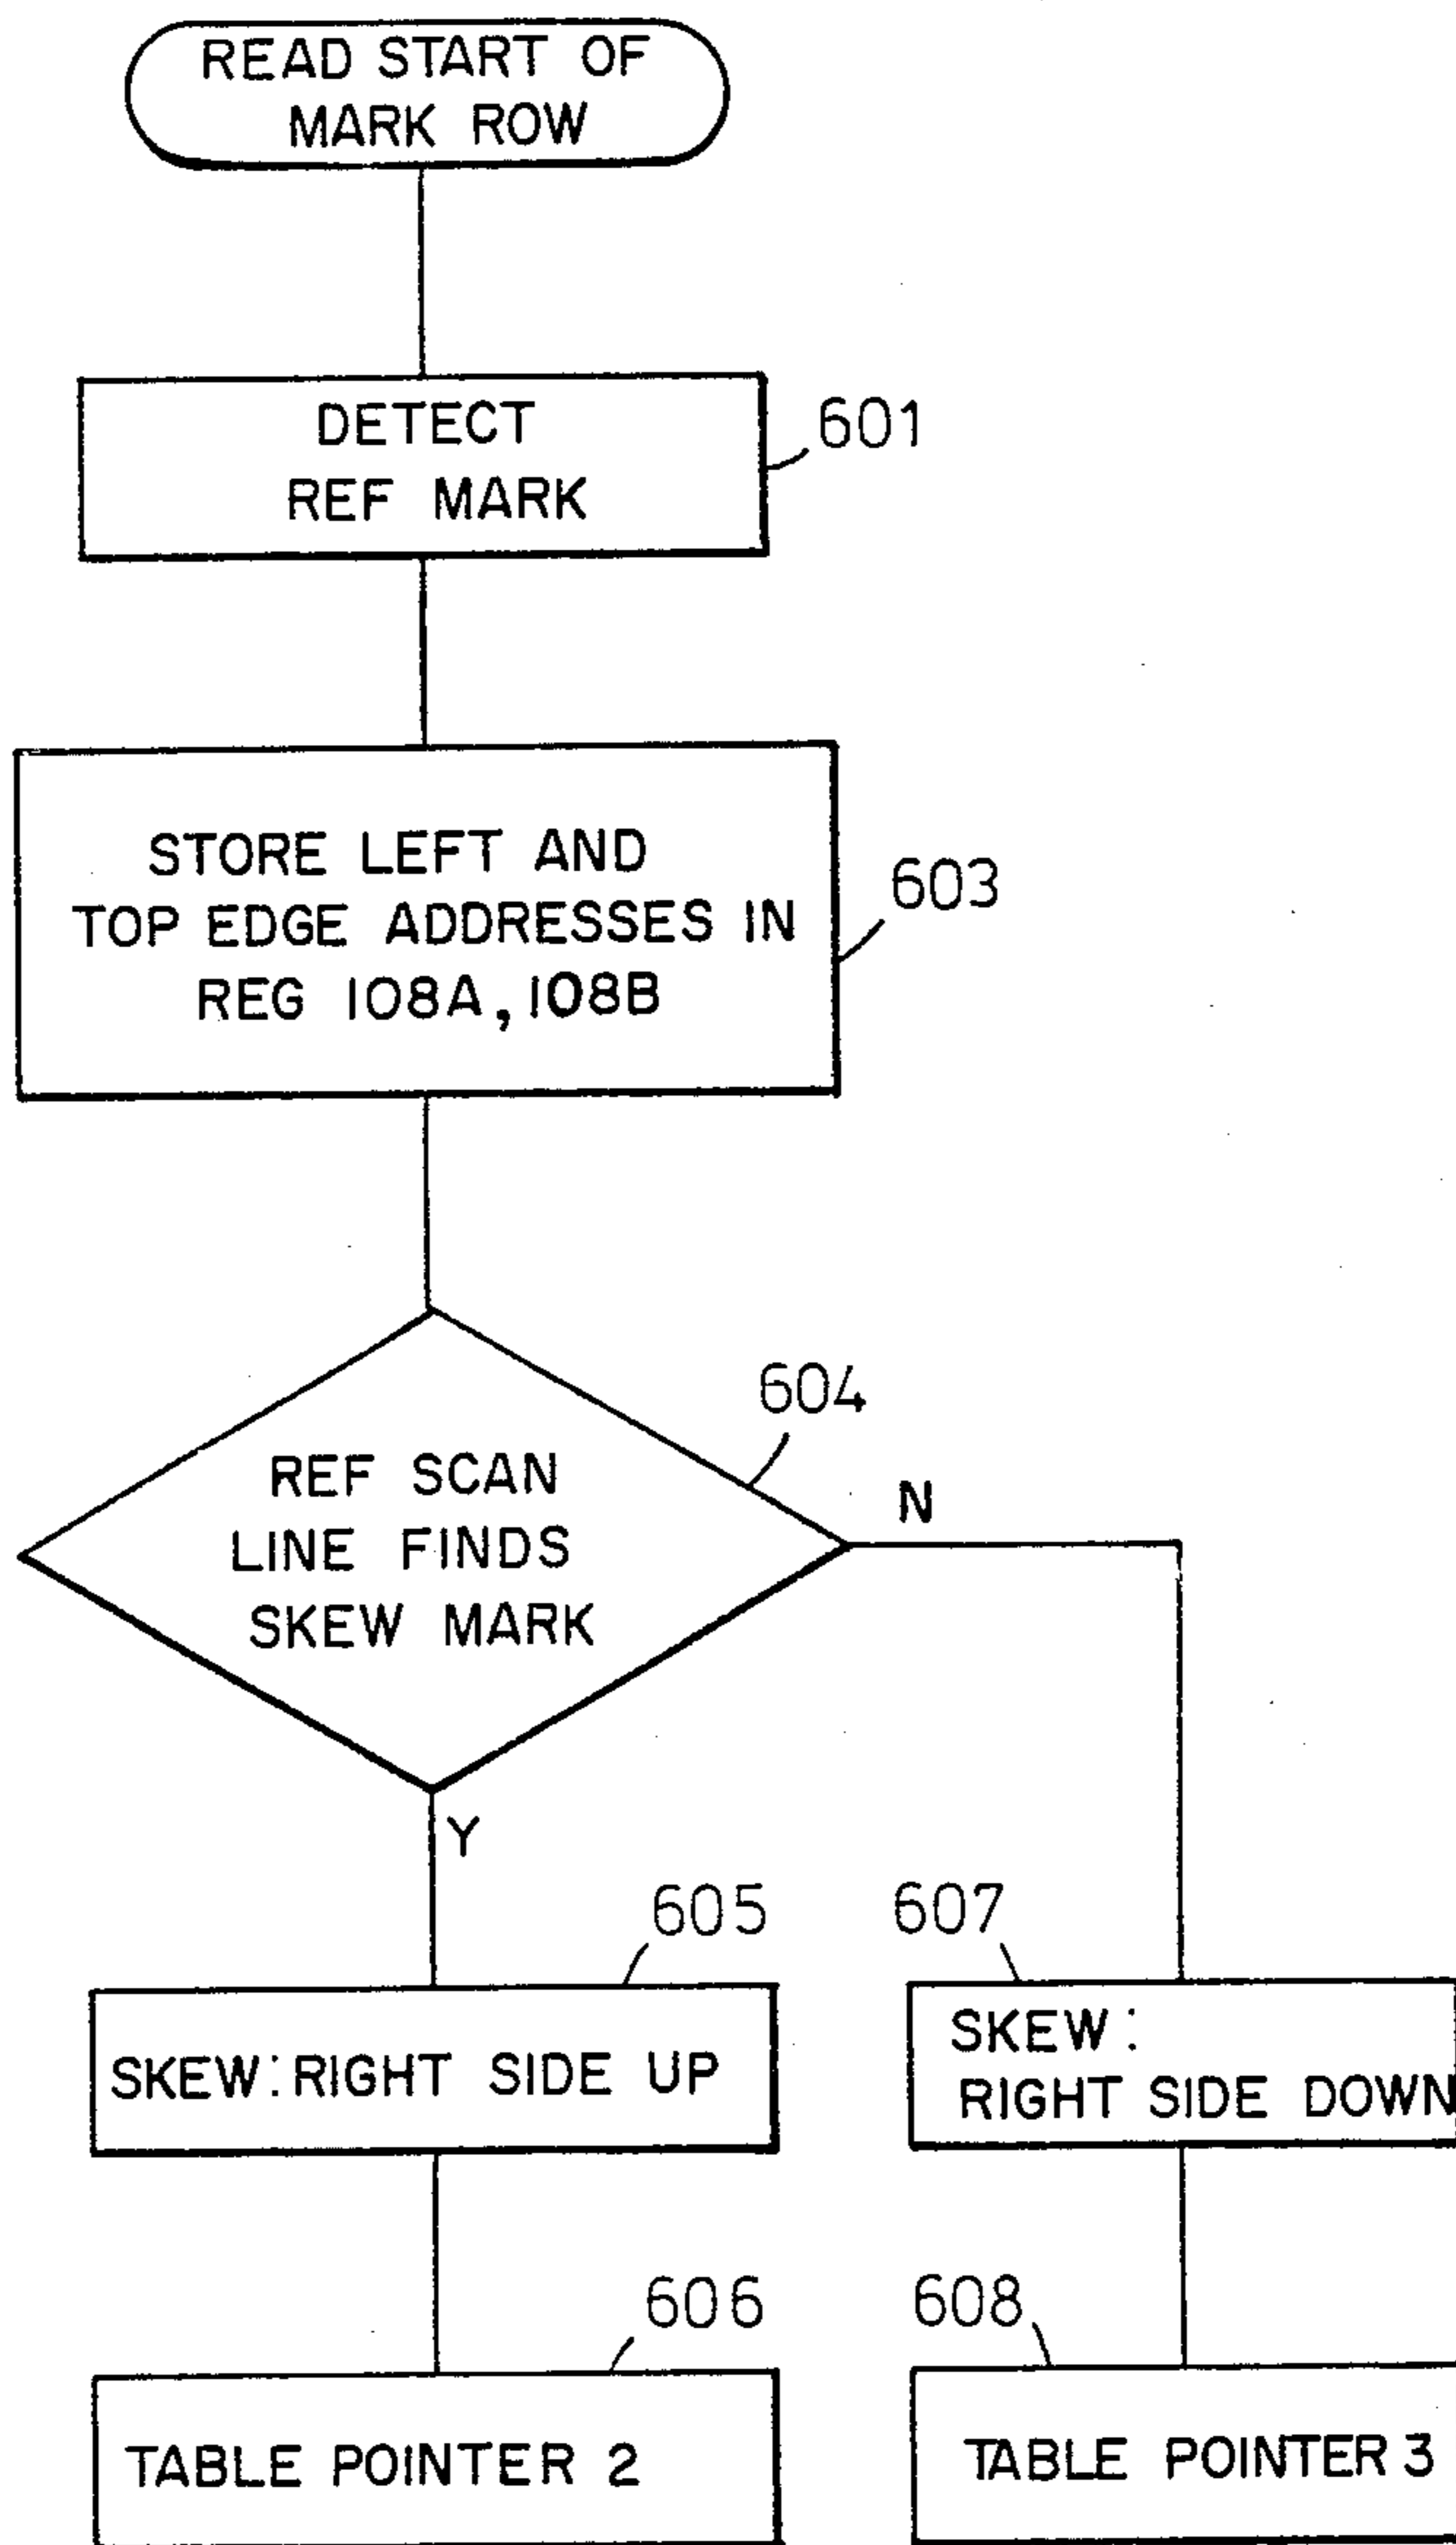 READ START OF
MARK ROW
DETECT
REF MARK
601
STORE LEFT AND
TOP EDGE ADDRESSES IN
REG 108A, 108B
603
604
REF SCAN
LINE FINDS
SKEW MARK
N
Y
605
SKEW: RIGHT SIDE UP
607
SKEW:
RIGHT SIDE DOWN
606
TABLE POINTER 2
608
TABLE POINTER 3